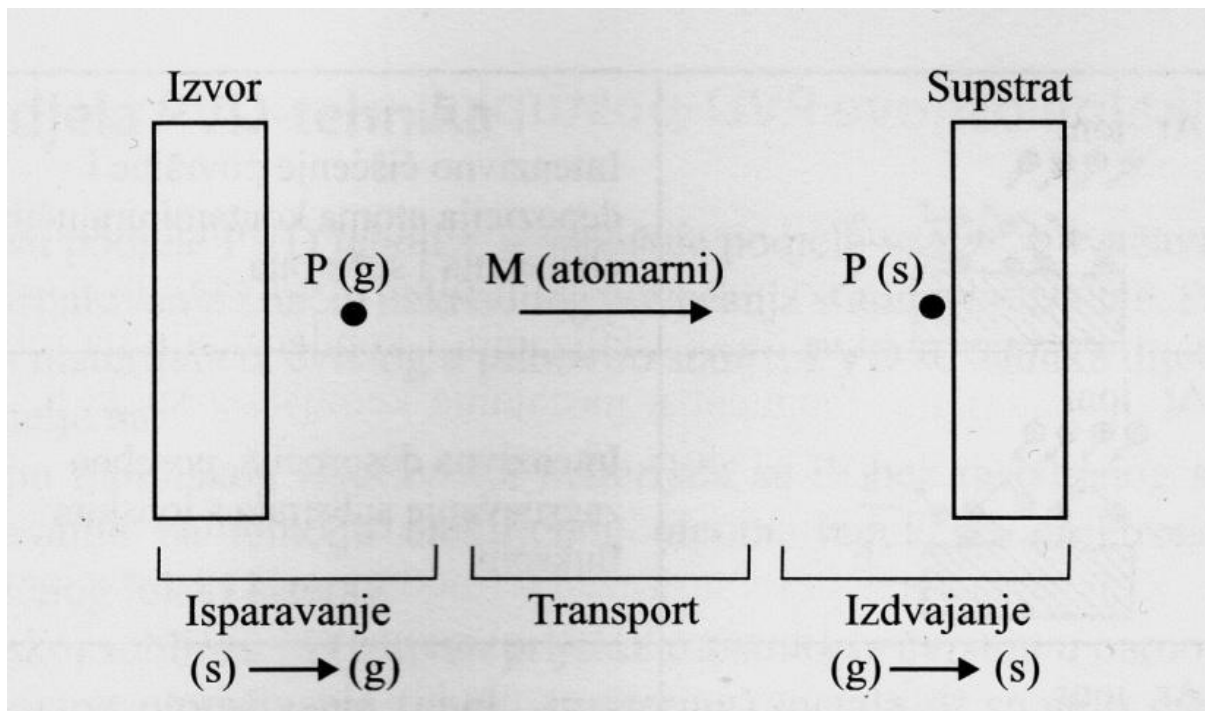 Izvor Supstrat
P (g) M (atomarni) P (s)
Isparavanje Transport Izdvajanje
(s) → (g) (g) → (s)